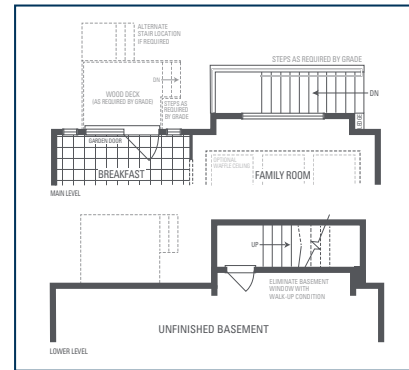 ALTERNATE
STAIR LOCATION
IF REQUIRED
STEPS AS REQUIRED BY GRADE
DN
WOOD DECK
(AS REQUIRED BY GRADE)
STEPS AS
REQUIRED
BY GRADE
DN
GARDEN DOOR
BREAKFAST
OPTIONAL
WAFFLE CEILING
FAMILY ROOM
MAIN LEVEL
UP
ELIMINATE BASEMENT
WINDOW WITH
WALK-UP CONDITION
UNFINISHED BASEMENT
LOWER LEVEL